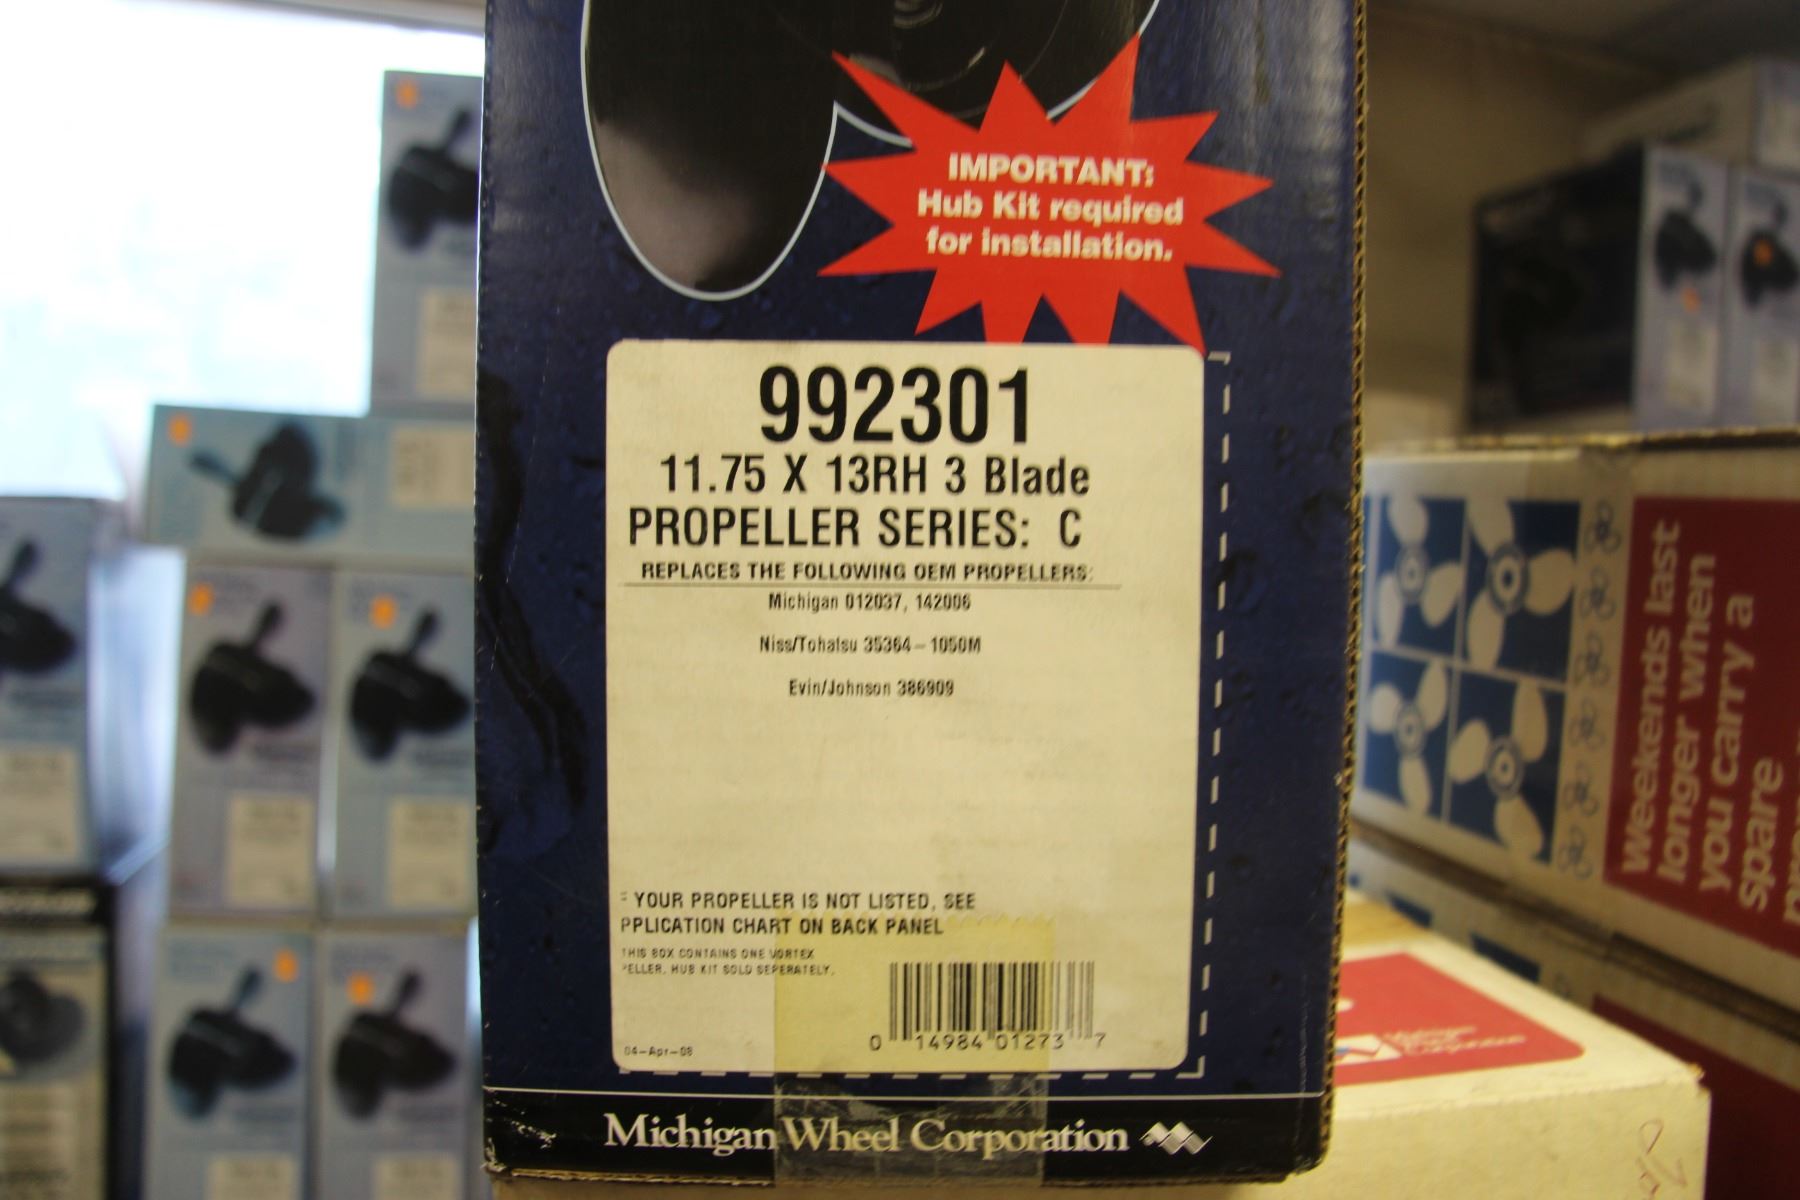 IMPORTANT:
Hub Kit required
for installation.
992301
11.75 X 13RH 3 Blade
PROPELLER SERIES: C
REPLACES THE FOLLOWING OEM PROPELLERS:
Michigan 012037, 142006
Niss/Tohatsu 35364-1050M
Evin/Johnson 386909
YOUR PROPELLER IS NOT LISTED, SEE
PPLICATION CHART ON BACK PANEL
THIS BOX CONTAINS ONE VORTEX
PELLER. HUB KIT SOLD SEPERATELY.
04-Apr-08
0 14984 01273 7
Michigan Wheel Corporation
Weekends last
longer when
you carry a
spare
Michigan
Wheel
Corporation